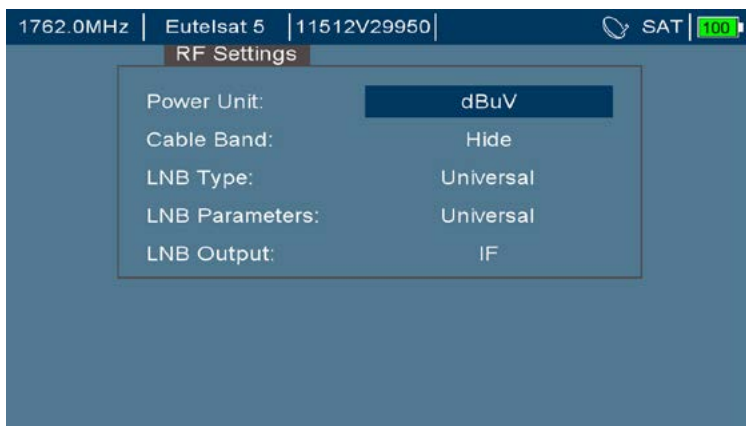 1762.0MHz Eutelsat 5 11512V29950 SAT 100
RF Settings
Power Unit: dBuV
Cable Band: Hide
LNB Type: Universal
LNB Parameters: Universal
LNB Output: IF